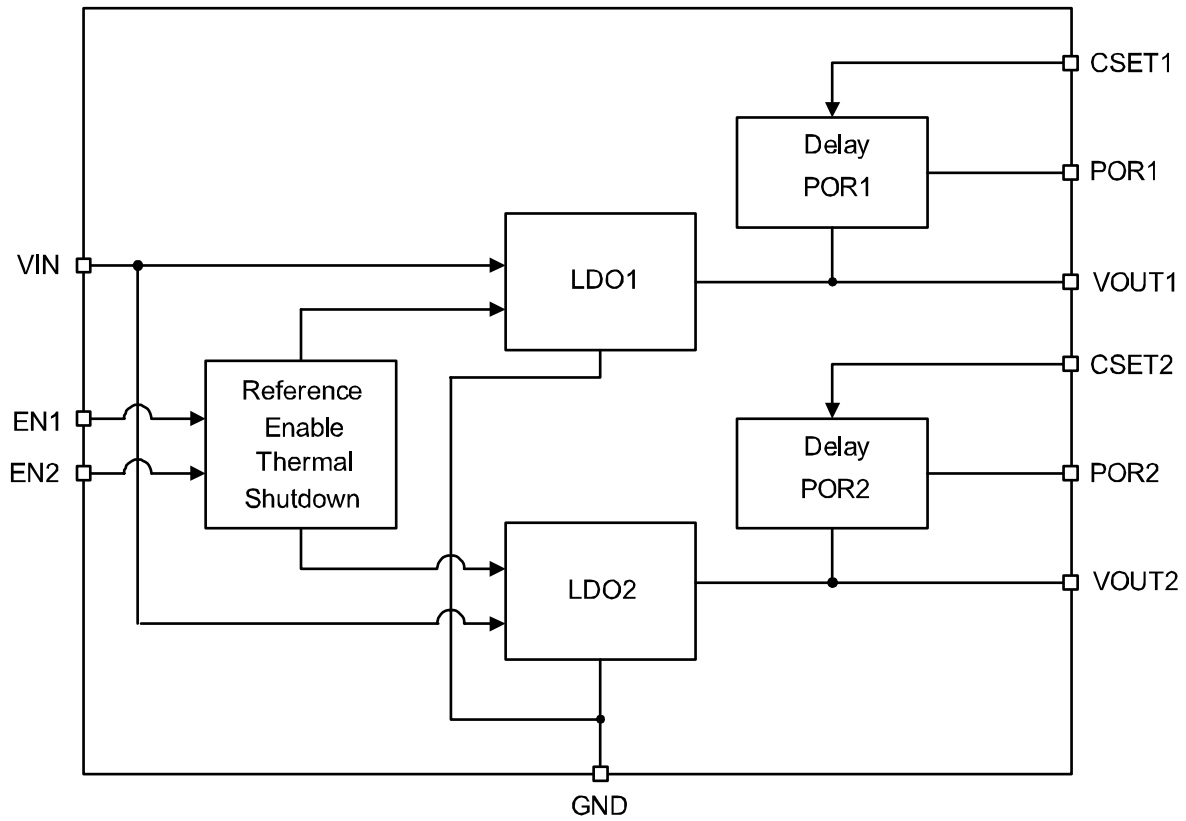 CSET1
Delay
POR1
POR1
VIN
LDO1
VOUT1
CSET2
Reference
Enable
Thermal
Shutdown
EN1
EN2
Delay
POR2
POR2
LDO2
VOUT2
GND